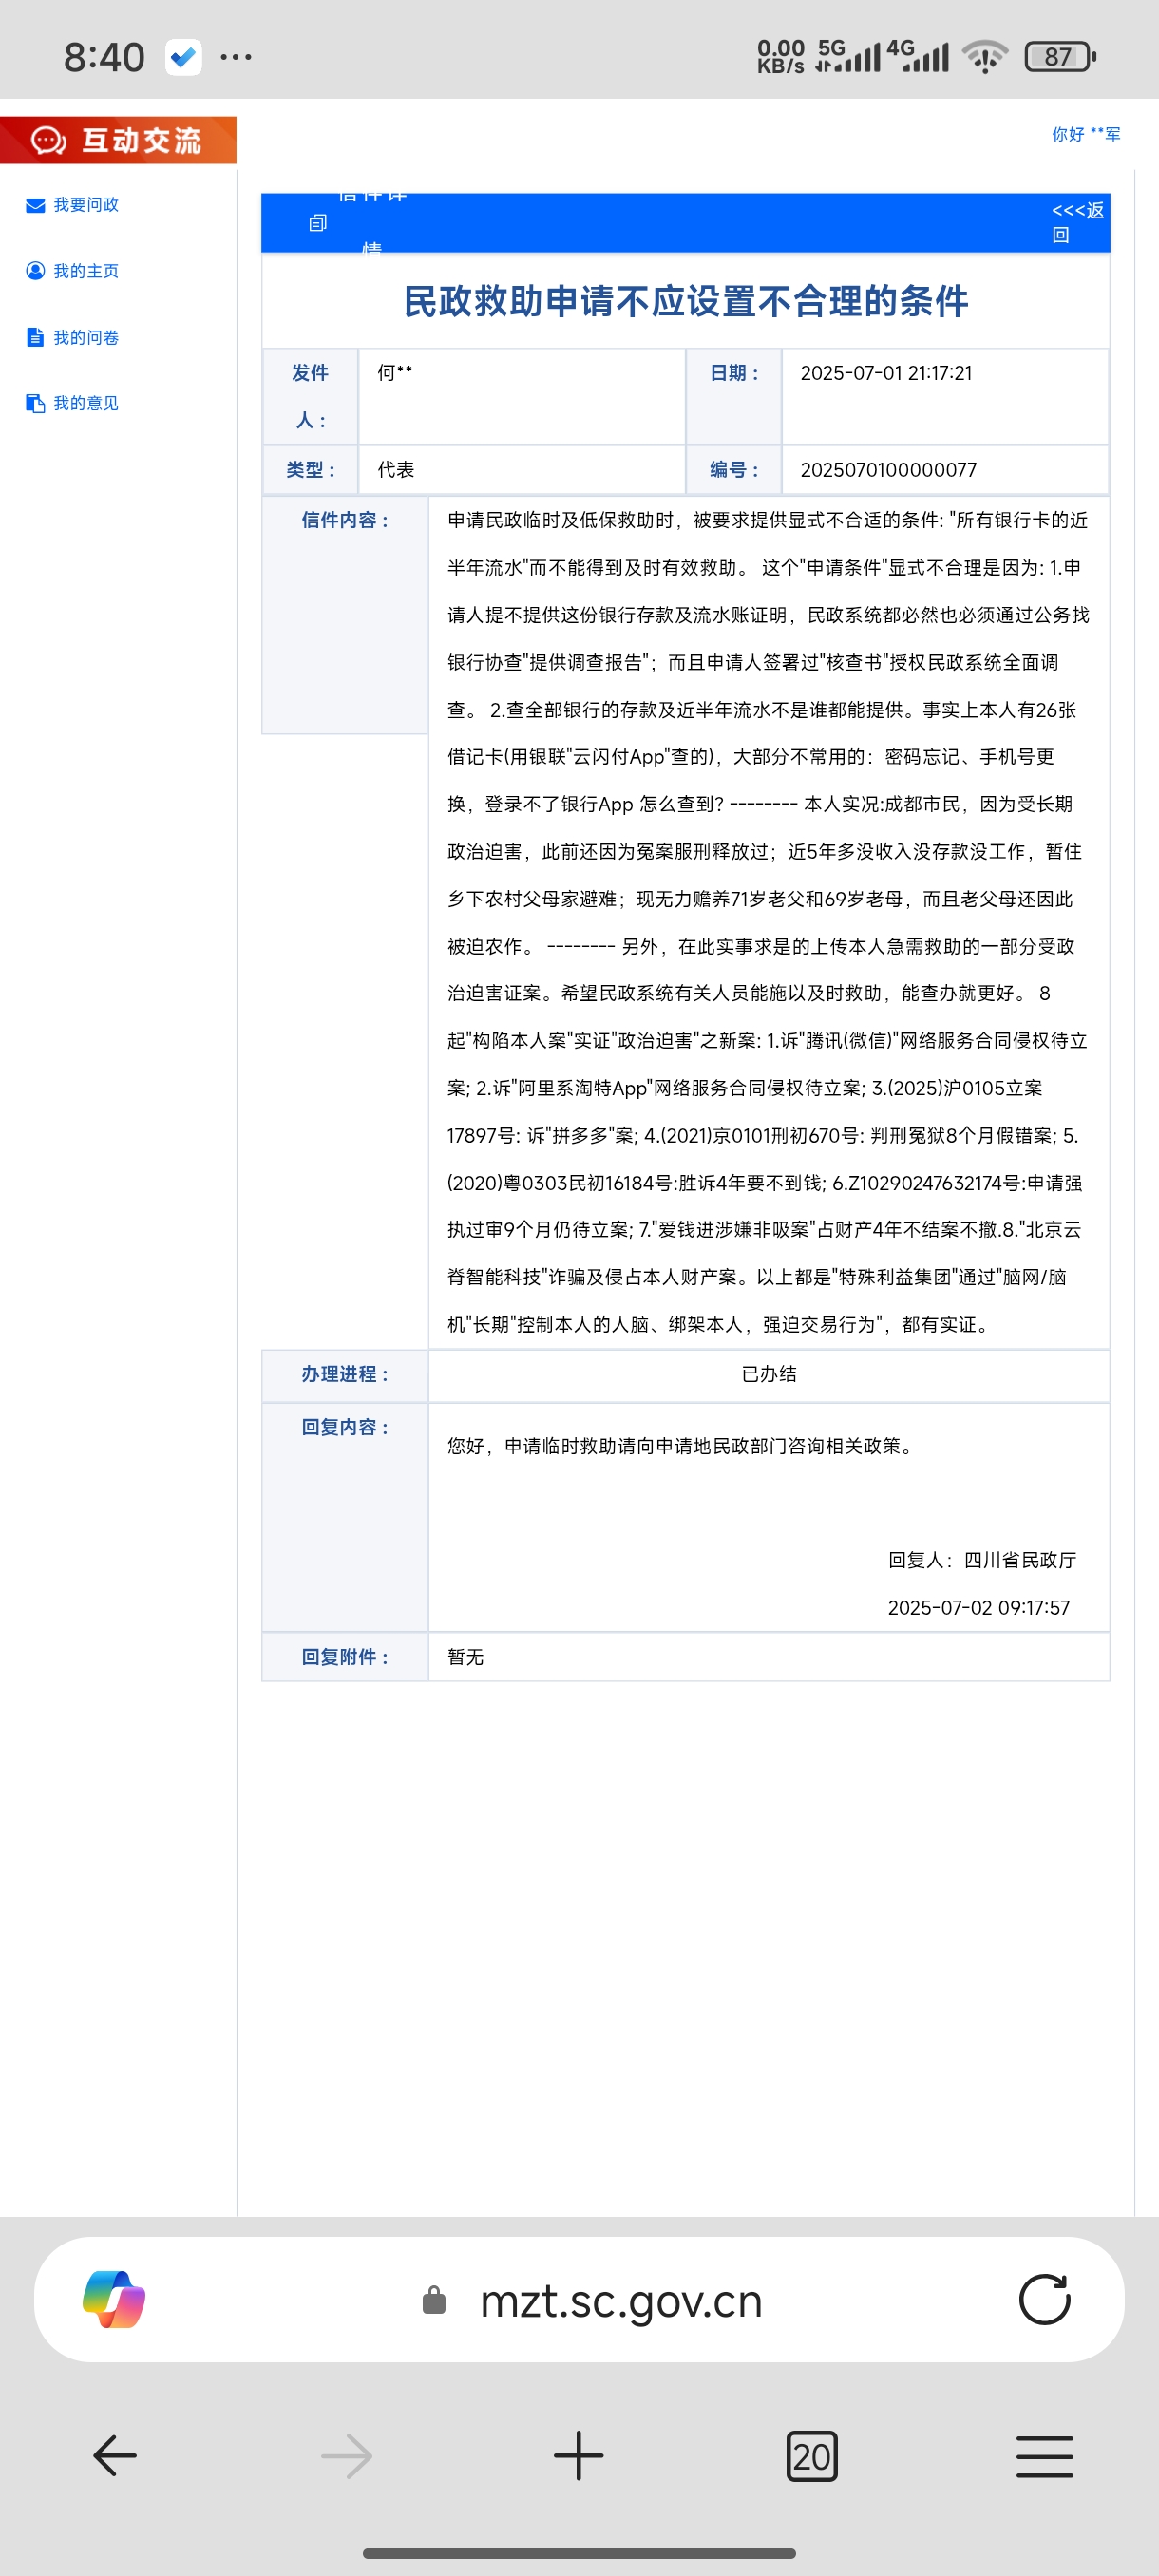 8:40
0.00 KB/s 5G 4G 87
互动交流
你好 **军
我要问政
我的主页
我的问卷
我的意见
信件详
情
<<<返
回
民政救助申请不应设置不合理的条件
发件
人：
何**
日期：
2025-07-01 21:17:21
类型：
代表
编号：
2025070100000077
信件内容：
申请民政临时及低保救助时，被要求提供显式不合适的条件: "所有银行卡的近
半年流水"而不能得到及时有效救助。 这个"申请条件"显式不合理是因为: 1.申
请人提不提供这份银行存款及流水账证明，民政系统都必然也必须通过公务找
银行协查"提供调查报告"；而且申请人签署过"核查书"授权民政系统全面调
查。 2.查全部银行的存款及近半年流水不是谁都能提供。事实上本人有26张
借记卡(用银联"云闪付App"查的)，大部分不常用的：密码忘记、手机号更
换，登录不了银行App 怎么查到? -------- 本人实况:成都市民，因为受长期
政治迫害，此前还因为冤案服刑释放过；近5年多没收入没存款没工作，暂住
乡下农村父母家避难；现无力赡养71岁老父和69岁老母，而且老父母还因此
被迫农作。 -------- 另外，在此实事求是的上传本人急需救助的一部分受政
治迫害证案。希望民政系统有关人员能施以及时救助，能查办就更好。 8
起"构陷本人案"实证"政治迫害"之新案: 1.诉"腾讯(微信)"网络服务合同侵权待立
案; 2.诉"阿里系淘特App"网络服务合同侵权待立案; 3.(2025)沪0105立案
17897号: 诉"拼多多"案; 4.(2021)京0101刑初670号: 判刑冤狱8个月假错案; 5.
(2020)粤0303民初16184号:胜诉4年要不到钱; 6.Z10290247632174号:申请强
执过审9个月仍待立案; 7."爱钱进涉嫌非吸案"占财产4年不结案不撤.8."北京云
脊智能科技"诈骗及侵占本人财产案。以上都是"特殊利益集团"通过"脑网/脑
机"长期"控制本人的人脑、绑架本人，强迫交易行为"，都有实证。
办理进程：
已办结
回复内容：
您好，申请临时救助请向申请地民政部门咨询相关政策。
回复人：四川省民政厅
2025-07-02 09:17:57
回复附件：
暂无
mzt.sc.gov.cn
20